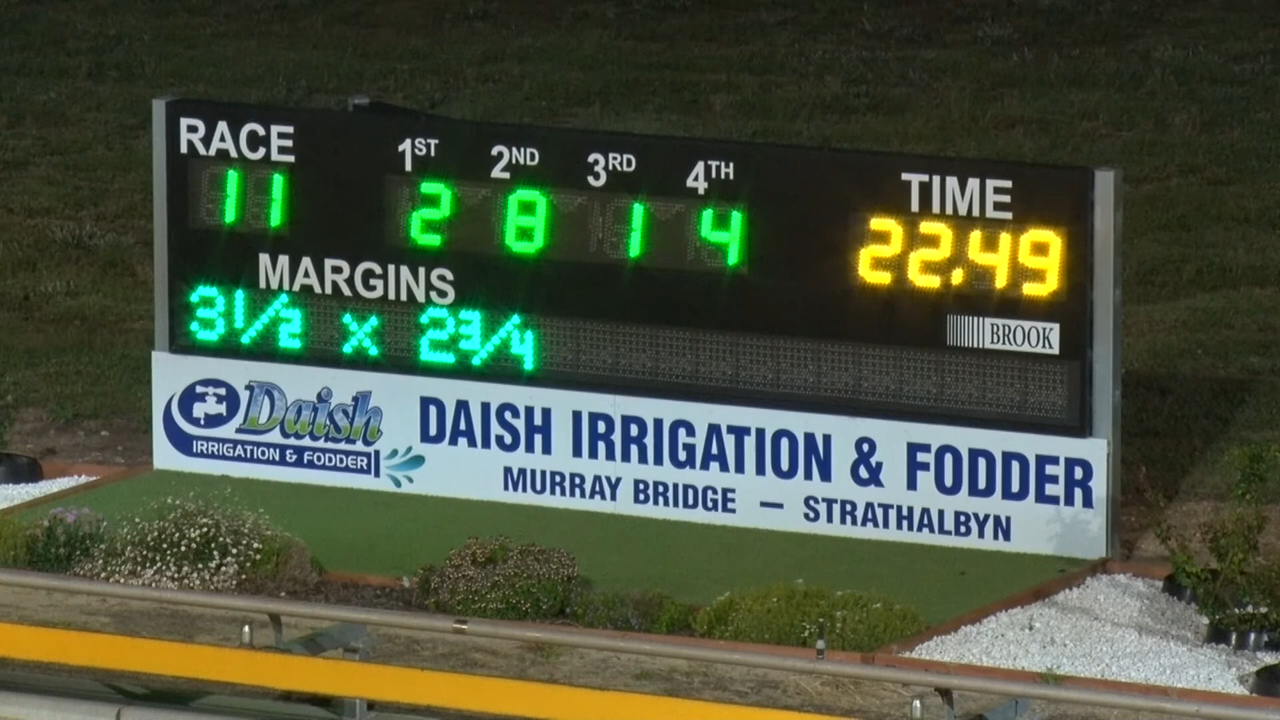 RACE 1ST 2ND 3RD 4TH TIME
11 2 8 1 4 22.49
MARGINS
3 1/2 x 2 3/4
BROOK
Daish
IRRIGATION & FODDER
DAISH IRRIGATION & FODDER
MURRAY BRIDGE — STRATHALBYN